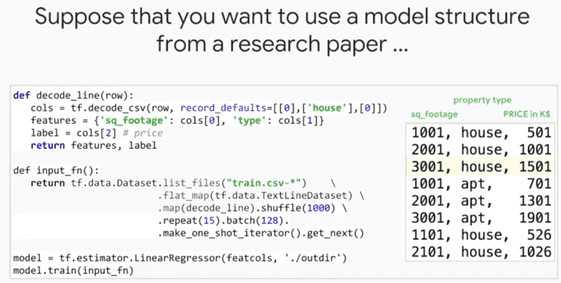 Suppose that you want to use a model structure
from a research paper ...
def decode_line(row):
    cols = tf.decode_csv(row, record_defaults=[[0],['house'],[0]])
    features = {'sq_footage': cols[0], 'type': cols[1]}
    label = cols[2] # price
    return features, label
def input_fn():
    return tf.data.Dataset.list_files("train.csv-*") \
                    .flat_map(tf.data.TextLineDataset) \
                    .map(decode_line).shuffle(1000) \
                    .repeat(15).batch(128).
                    .make_one_shot_iterator().get_next()
model = tf.estimator.LinearRegressor(featcols, './outdir')
model.train(input_fn)
property type
sq_footage PRICE in K$
1001, house, 501
2001, house, 1001
3001, house, 1501
1001, apt, 701
2001, apt, 1301
3001, apt, 1901
1101, house, 526
2101, house, 1026